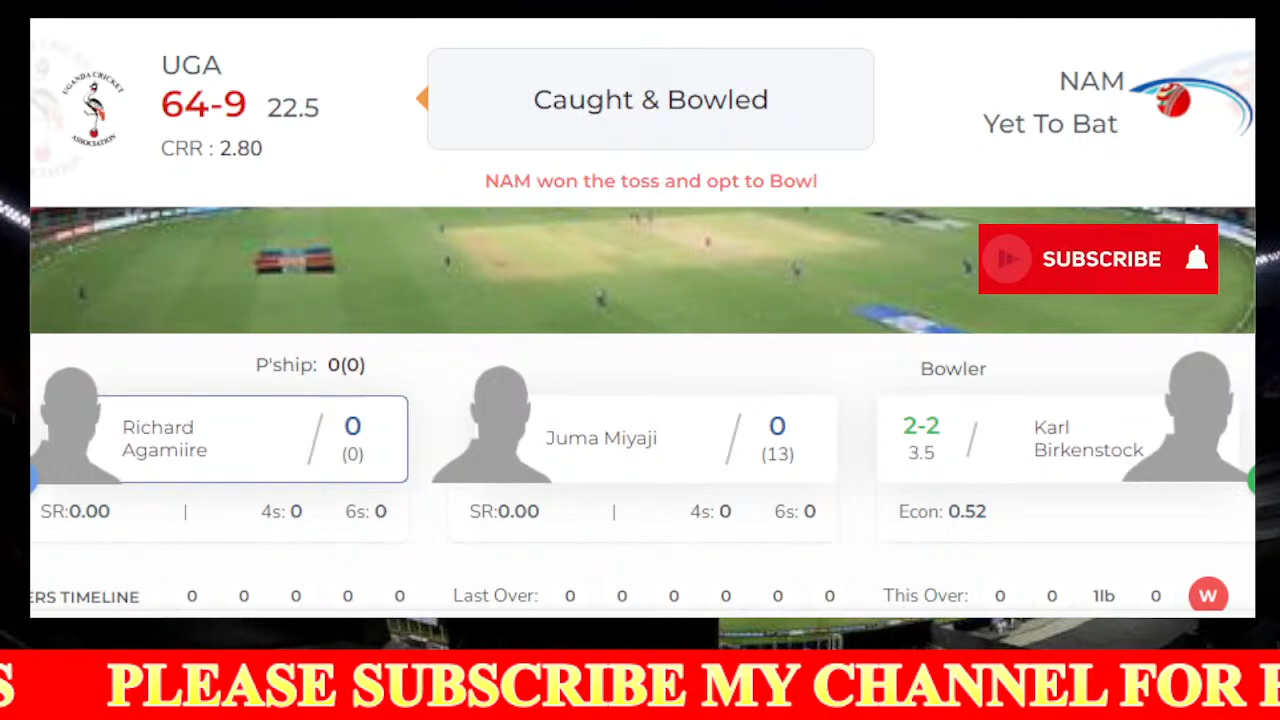 UGANDA CRICKET
ASSOCIATION
UGA
64-9 22.5
CRR : 2.80
Caught & Bowled
NAM won the toss and opt to Bowl
NAM
Yet To Bat
SUBSCRIBE
P'ship: 0(0)
Bowler
Richard
Agamiire
0
(0)
Juma Miyaji
0
(13)
2-2
3.5
Karl
Birkenstock
SR:0.00 | 4s: 0 6s: 0
SR:0.00 | 4s: 0 6s: 0
Econ: 0.52
ERS TIMELINE 0 0 0 0 0 Last Over: 0 0 0 0 0 0 This Over: 0 0 1lb 0 W
S PLEASE SUBSCRIBE MY CHANNEL FOR